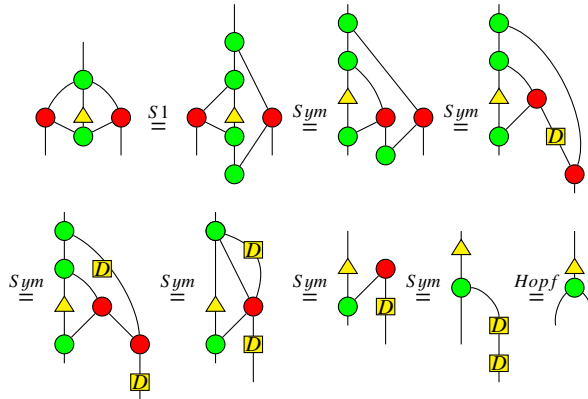 S1 = Sym = Sym = D
Sym = D D Sym = D D Sym = D Sym = D D Hopf =